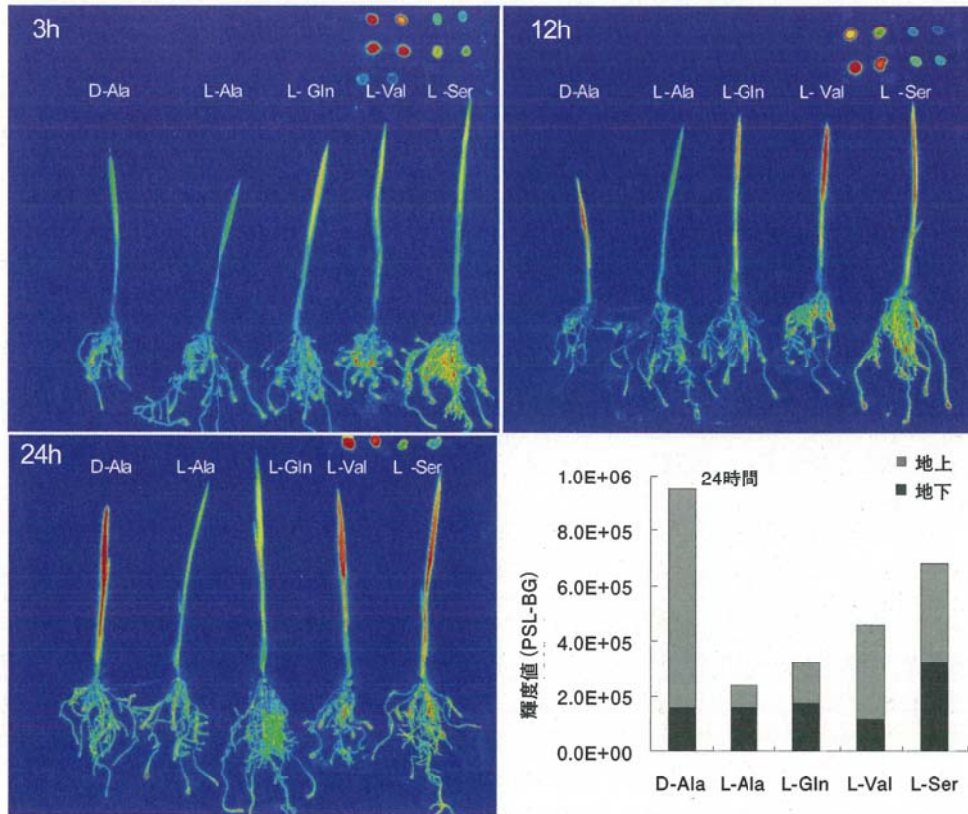 3h
D-Ala L-Ala L- Gln L-Val L -Ser
12h
D-Ala L-Ala L-Gln L- Val L -Ser
24h
D-Ala L-Ala L-Gln L-Val L -Ser
24時間
地上
地下
輝度値 (PSL-BG)
1.0E+06
8.0E+05
6.0E+05
4.0E+05
2.0E+05
0.0E+00
D-Ala L-Ala L-Gln L-Val L-Ser